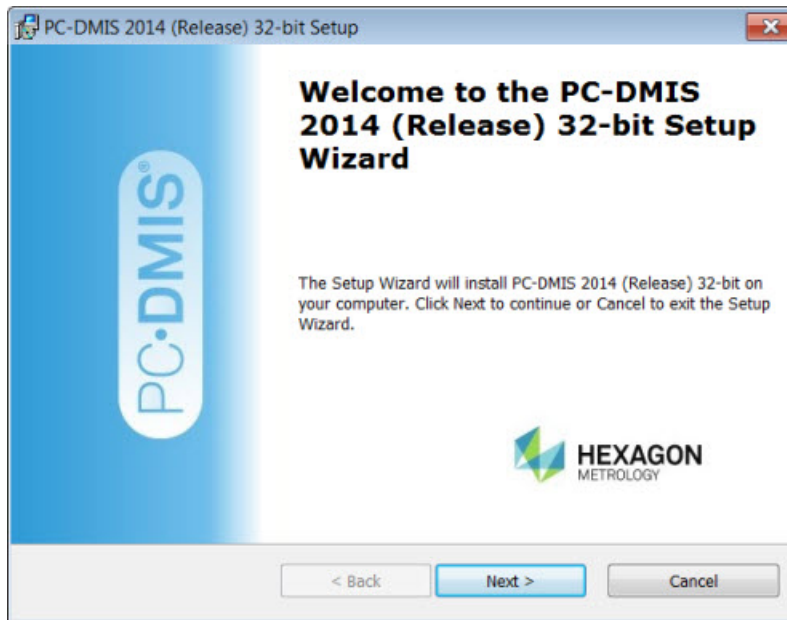 PC-DMIS 2014 (Release) 32-bit Setup
Welcome to the PC-DMIS
2014 (Release) 32-bit Setup
Wizard
PC•DMIS®
The Setup Wizard will install PC-DMIS 2014 (Release) 32-bit on
your computer. Click Next to continue or Cancel to exit the Setup
Wizard.
HEXAGON
METROLOGY
< Back
Next >
Cancel